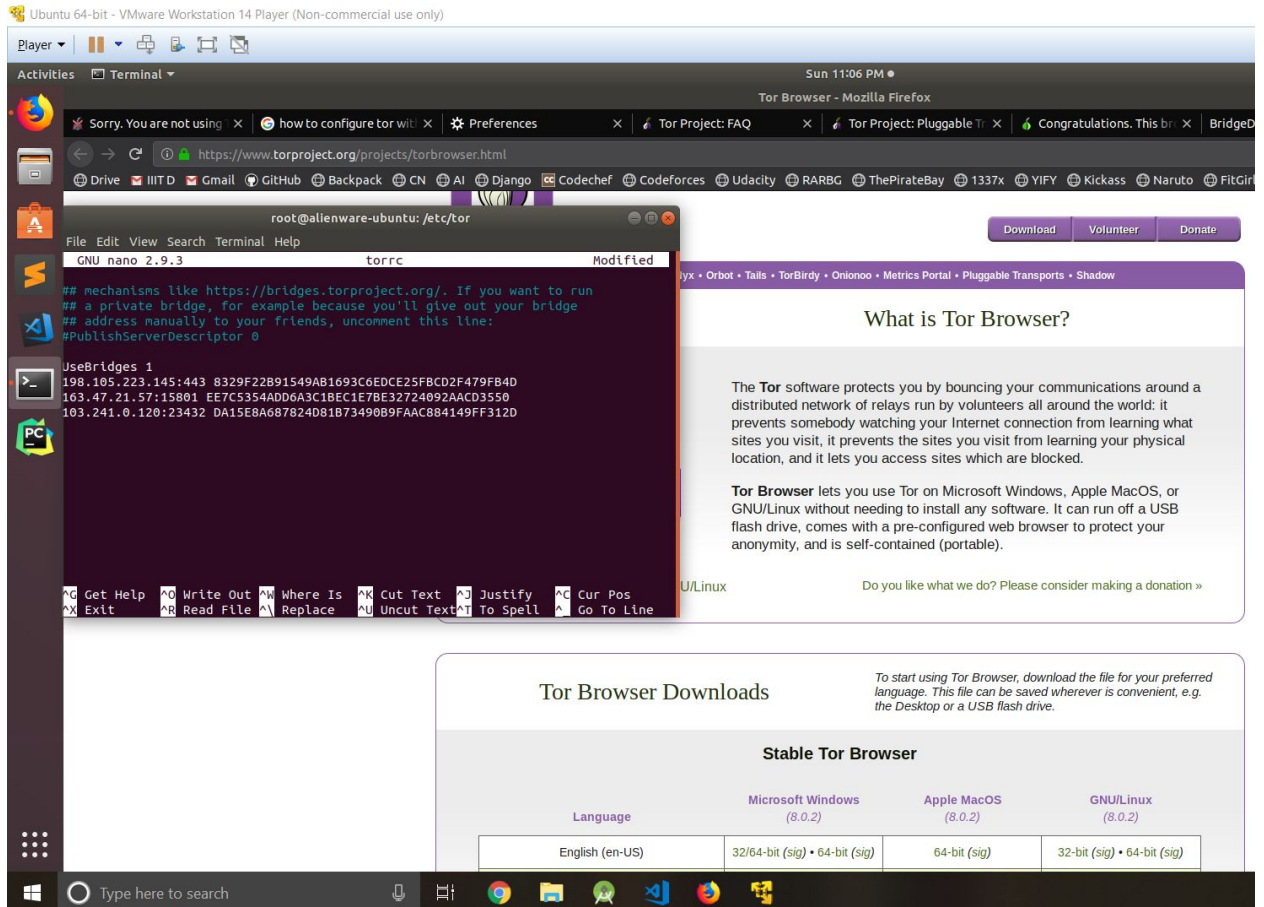 Ubuntu 64-bit - VMware Workstation 14 Player (Non-commercial use only)
Player
Activities Terminal Sun 11:06 PM
Tor Browser - Mozilla Firefox
Sorry. You are not using how to configure tor wit Preferences Tor Project: FAQ Tor Project: Pluggable Tr Congratulations. This br BridgeD
https://www.torproject.org/projects/torbrowser.html
Drive IIIT D Gmail GitHub Backpack CN AI Django Codechef Codeforces Udacity RARBG ThePirateBay 1337x YIFY Kickass Naruto FitGirl
root@alienware-ubuntu: /etc/tor
File Edit View Search Terminal Help
GNU nano 2.9.3 torrc Modified
## mechanisms like https://bridges.torproject.org/. If you want to run
## a private bridge, for example because you'll give out your bridge
## address manually to your friends, uncomment this line:
#PublishServerDescriptor 0
UseBridges 1
198.105.223.145:443 8329F22B91549AB1693C6EDCE25FBCD2F479FB4D
163.47.21.57:15801 EE7C5354ADD6A3C1BEC1E7BE32724092AACD3550
103.241.0.120:23432 DA15E8A687824D81B73490B9FAAC884149FF312D
^G Get Help ^O Write Out ^W Where Is ^K Cut Text ^J Justify ^C Cur Pos
^X Exit ^R Read File ^\ Replace ^U Uncut Text ^T To Spell ^_ Go To Line
Download Volunteer Donate
• Orbot • Tails • TorBirdy • Onionoo • Metrics Portal • Pluggable Transports • Shadow
What is Tor Browser?
The Tor software protects you by bouncing your communications around a
distributed network of relays run by volunteers all around the world: it
prevents somebody watching your Internet connection from learning what
sites you visit, it prevents the sites you visit from learning your physical
location, and it lets you access sites which are blocked.
Tor Browser lets you use Tor on Microsoft Windows, Apple MacOS, or
GNU/Linux without needing to install any software. It can run off a USB
flash drive, comes with a pre-configured web browser to protect your
anonymity, and is self-contained (portable).
U/Linux Do you like what we do? Please consider making a donation »
Tor Browser Downloads
To start using Tor Browser, download the file for your preferred
language. This file can be saved wherever is convenient, e.g.
the Desktop or a USB flash drive.
Stable Tor Browser
Language Microsoft Windows (8.0.2) Apple MacOS (8.0.2) GNU/Linux (8.0.2)
English (en-US) 32/64-bit (sig) • 64-bit (sig) 64-bit (sig) 32-bit (sig) • 64-bit (sig)
Type here to search